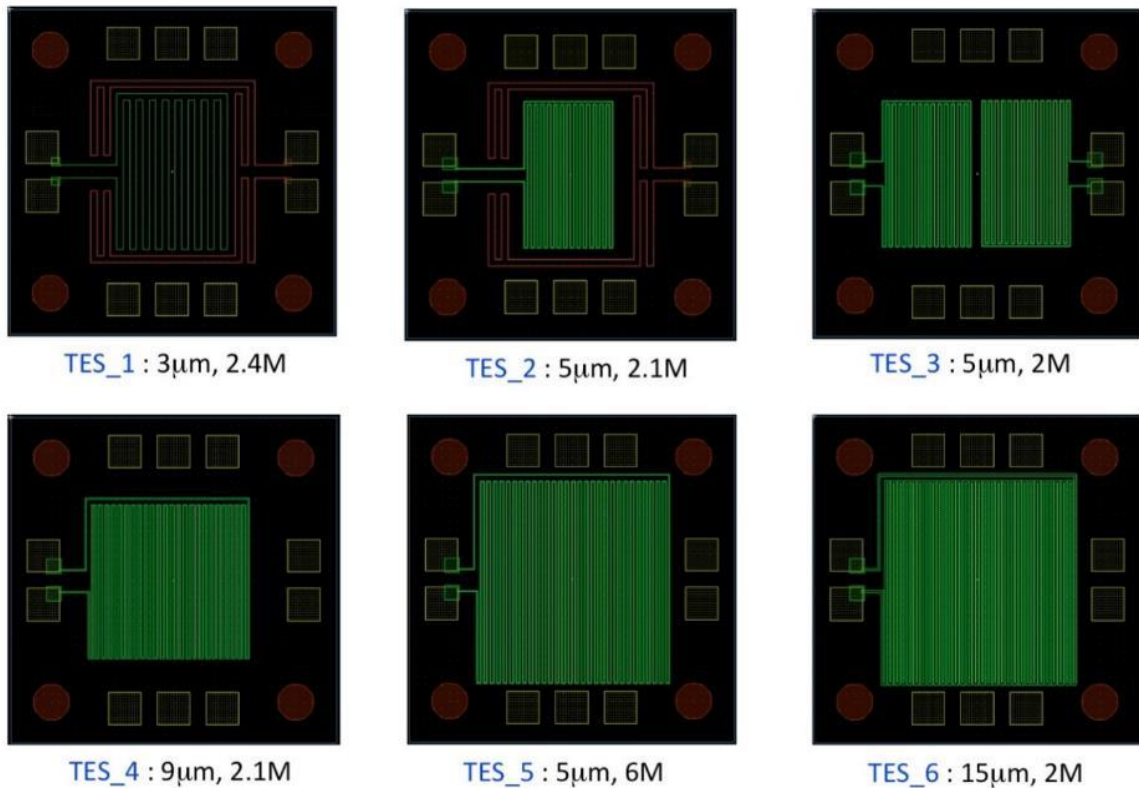 TES_1 : 3μm, 2.4M
TES_2 : 5μm, 2.1M
TES_3 : 5μm, 2M
TES_4 : 9μm, 2.1M
TES_5 : 5μm, 6M
TES_6 : 15μm, 2M